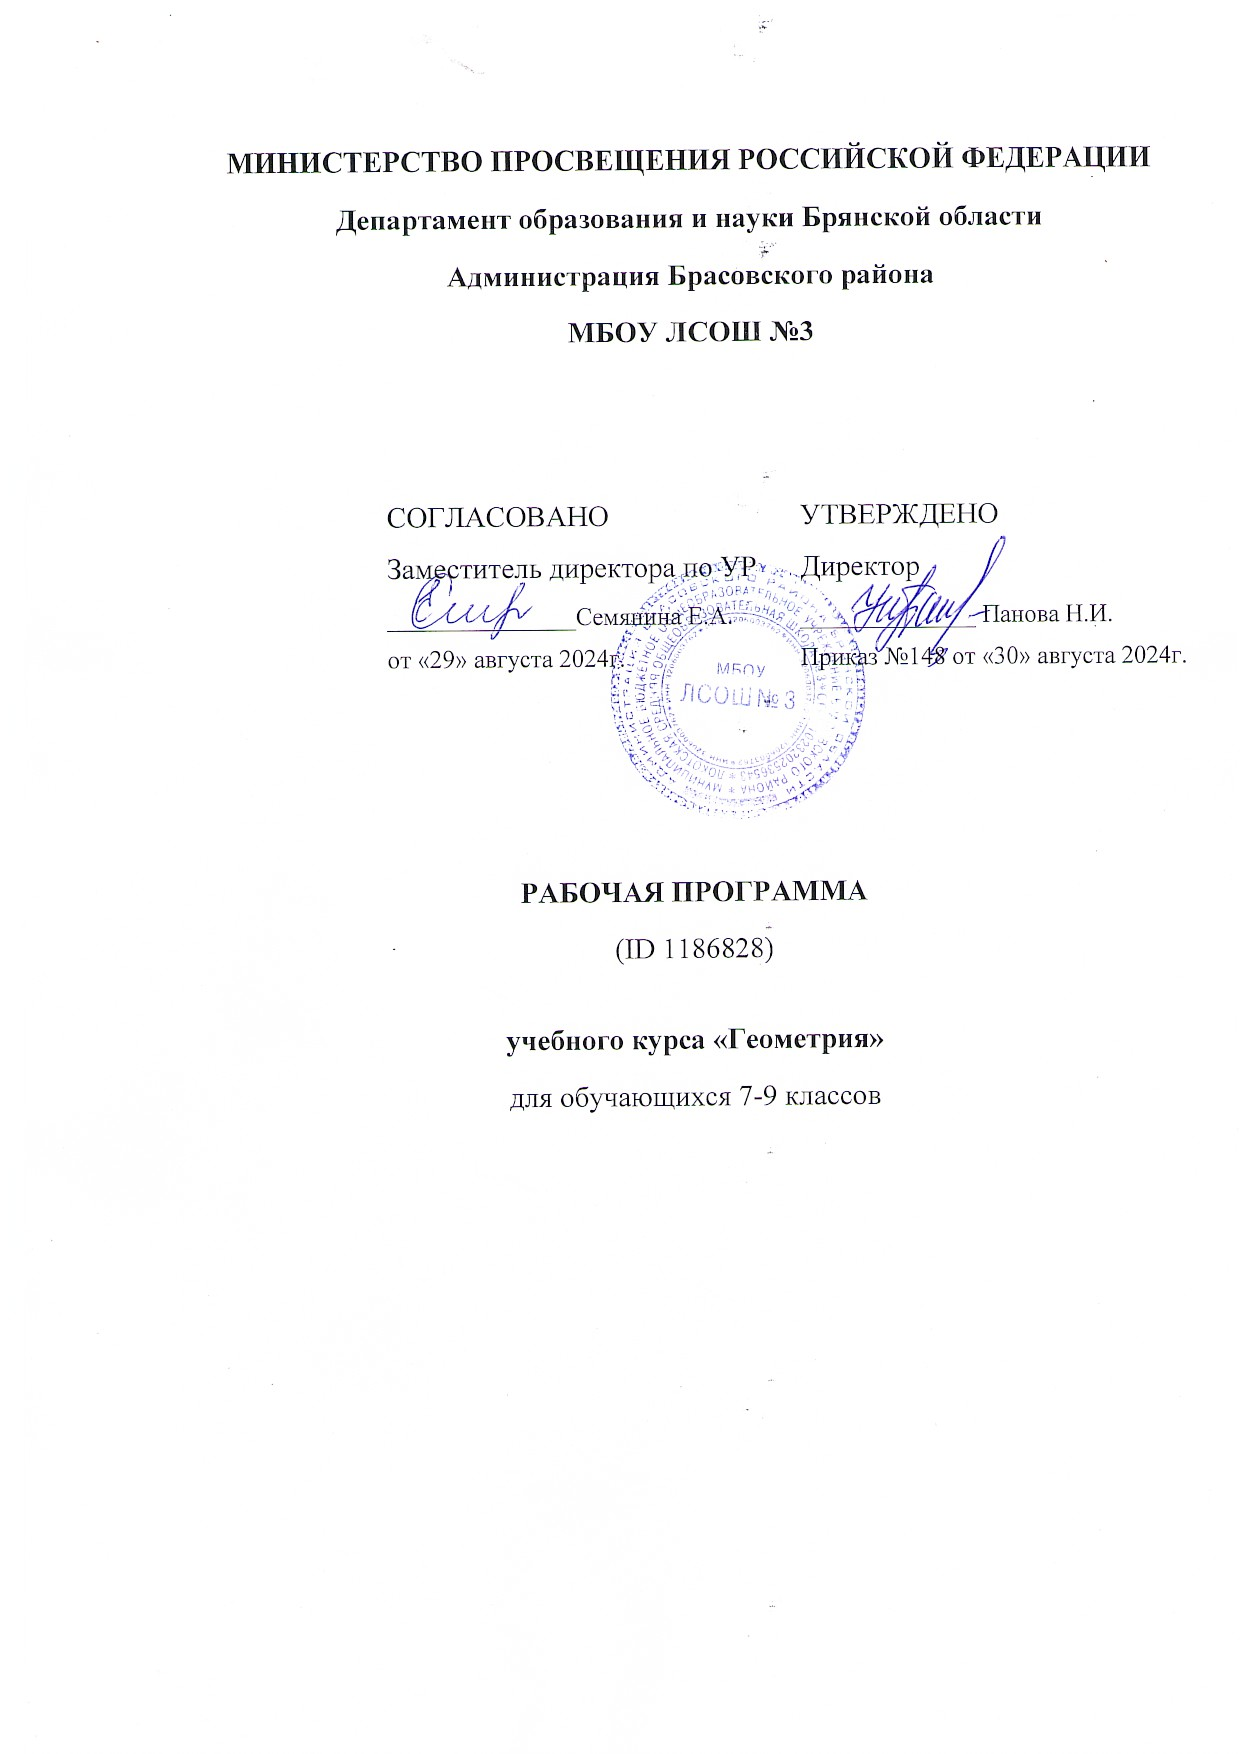 МИНИСТЕРСТВО ПРОСВЕЩЕНИЯ РОССИЙСКОЙ ФЕДЕРАЦИИ
Департамент образования и науки Брянской области
Администрация Брасовского района
МБОУ ЛСОШ №3
СОГЛАСОВАНО
Заместитель директора по УР
Семянина Е.А.
от «29» августа 2024г.
УТВЕРЖДЕНО
Директор
Панова Н.И.
Приказ №148 от «30» августа 2024г.
МБОУ
ЛСОШ № 3
РАБОЧАЯ ПРОГРАММА
(ID 1186828)
учебного курса «Геометрия»
для обучающихся 7-9 классов